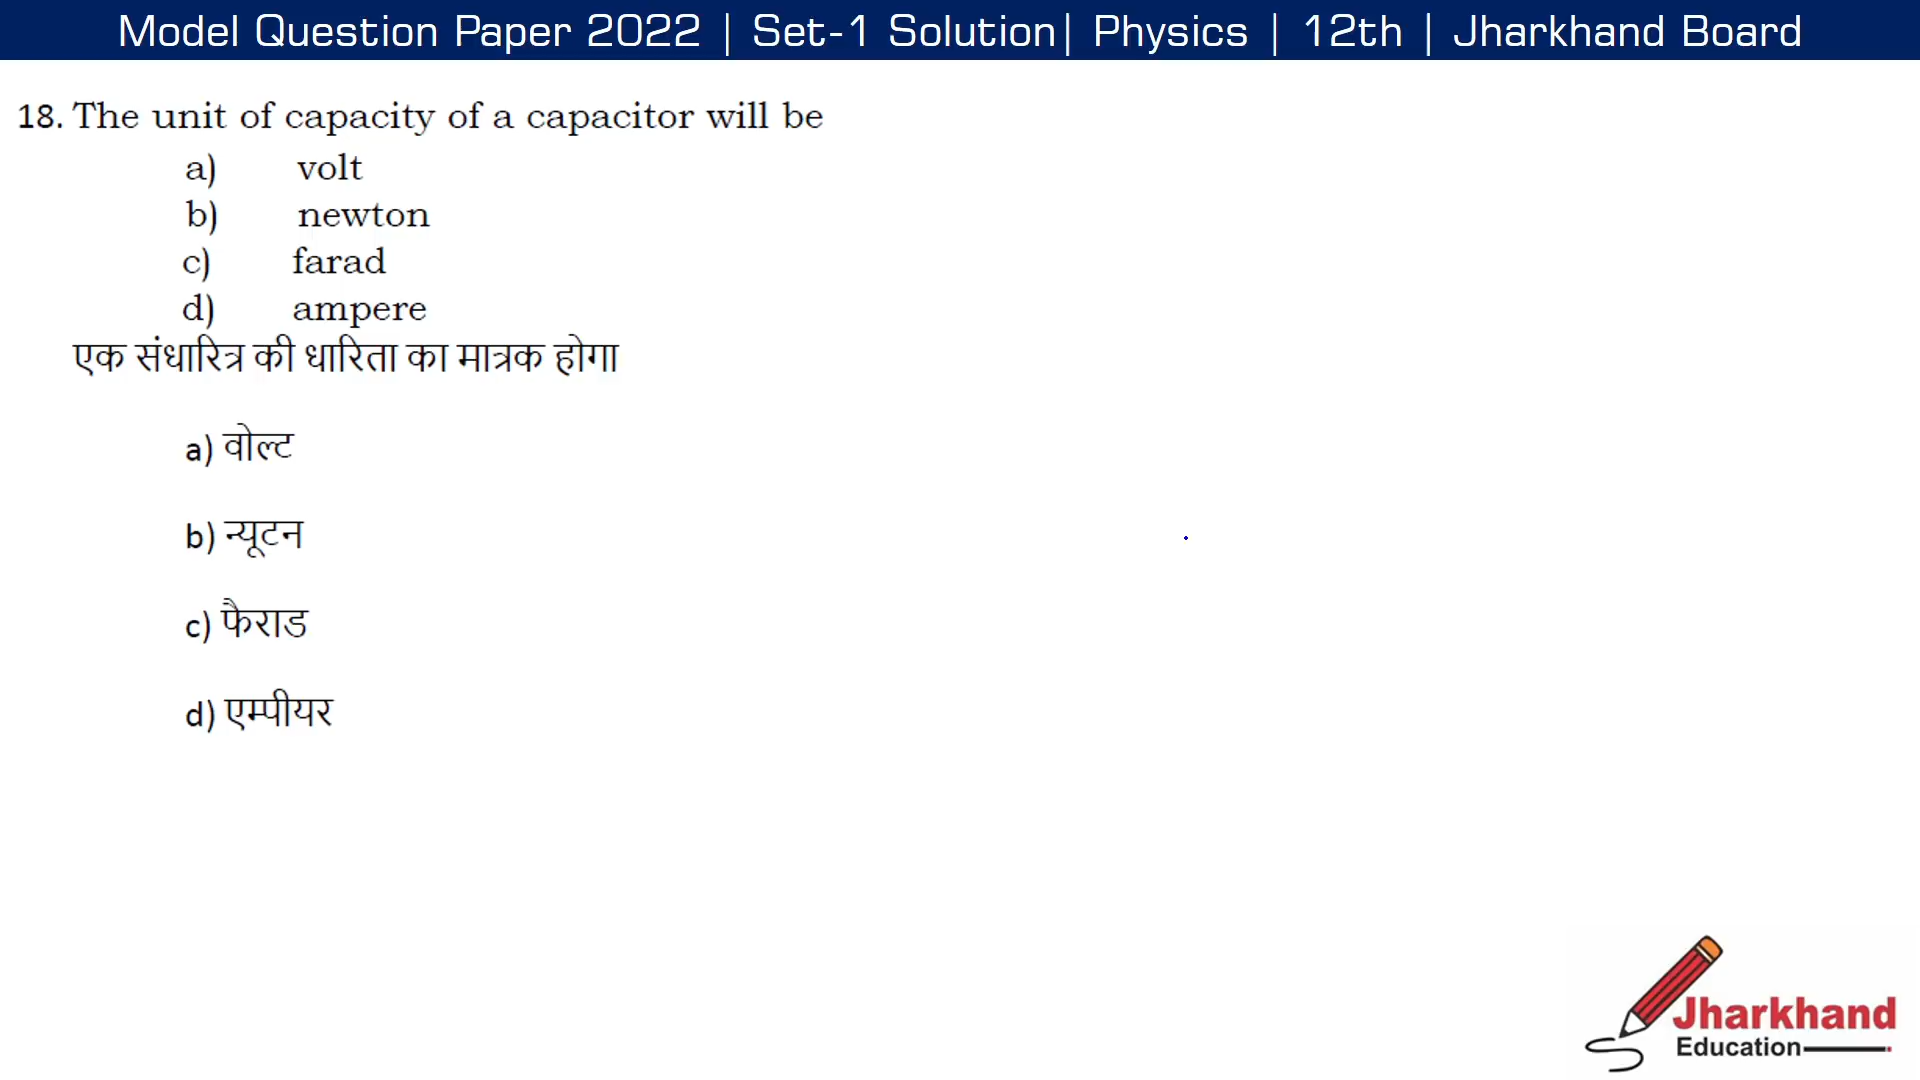 Model Question Paper 2022 | Set-1 Solution| Physics | 12th | Jharkhand Board
18. The unit of capacity of a capacitor will be
a) volt
b) newton
c) farad
d) ampere
एक संधारित्र की धारिता का मात्रक होगा
a) वोल्ट
b) न्यूटन
c) फैराड
d) एम्पीयर
Jharkhand
Education